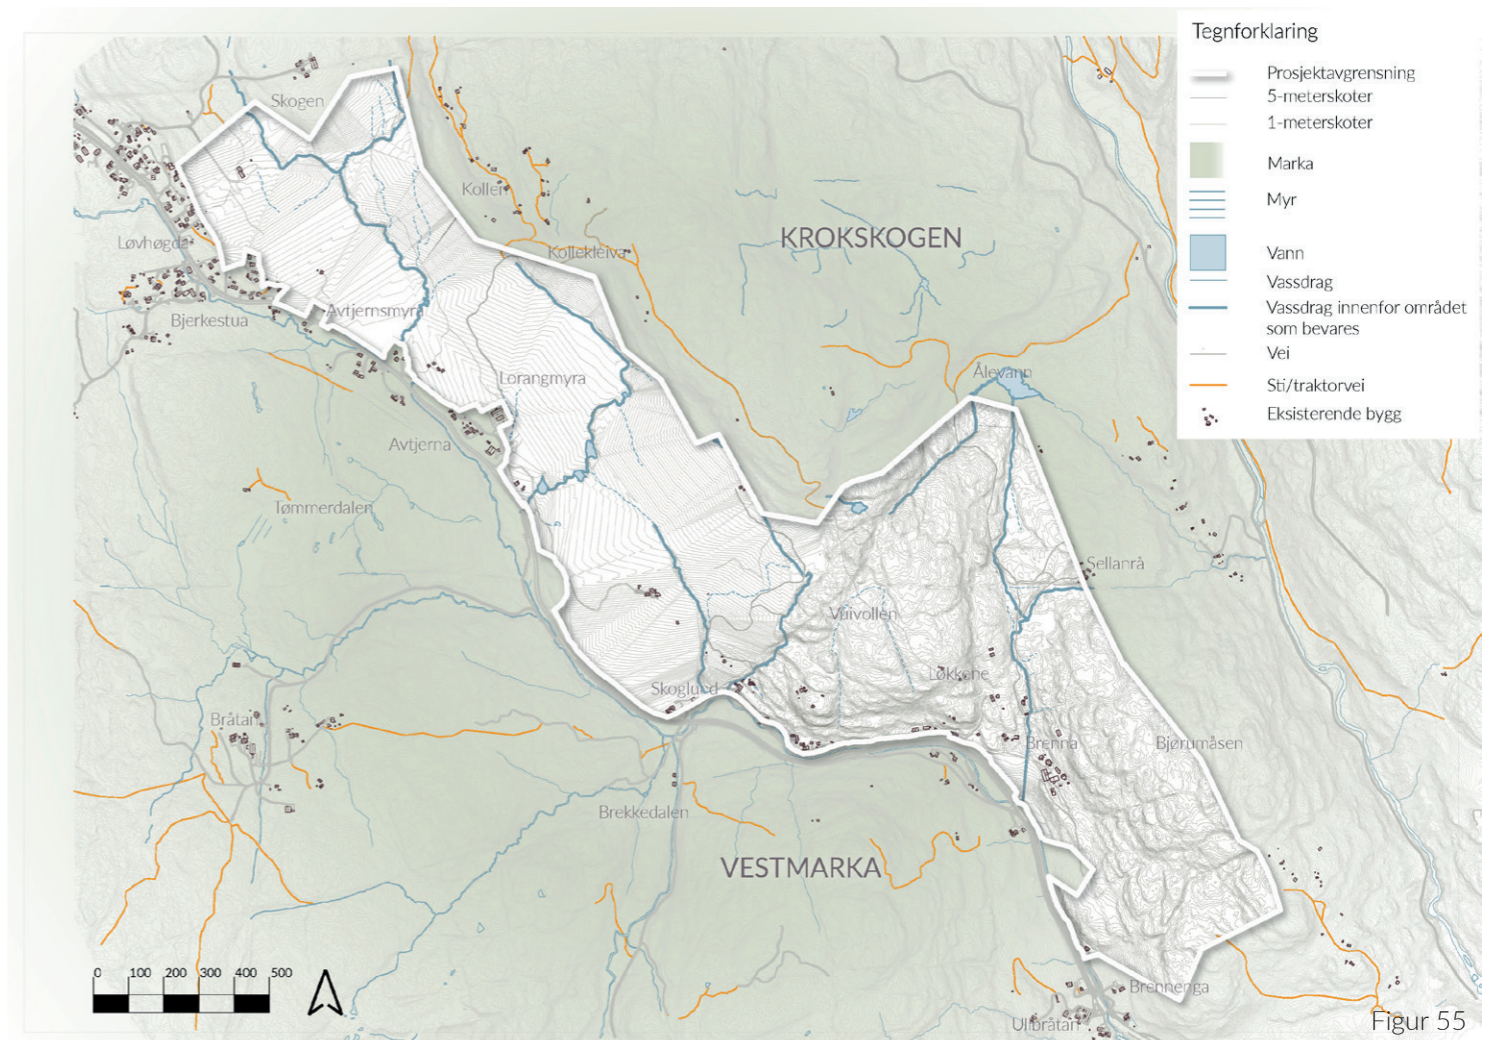 Tegnforklaring
Prosjektavgrensning
5-meterskoter
1-meterskoter
Marka
Myr
Vann
Vassdrag
Vassdrag innenfor området
som bevares
Vei
Sti/traktorvei
Eksisterende bygg
Skogen
Koller
Løvhøgda
Kollekleiva
KROKSKOGEN
Bjerkestua
Avtjernsmyra
Lorangmyra
Ålevann
Avtjerna
Tømmerdalen
Sellanrå
Vuivollen
Løkkene
Skoglund
Bråtan
Brenna
Bjørumåsen
Brekkedalen
VESTMARKA
0 100 200 300 400 500
Brennenga
Ullbråtan
Figur 55